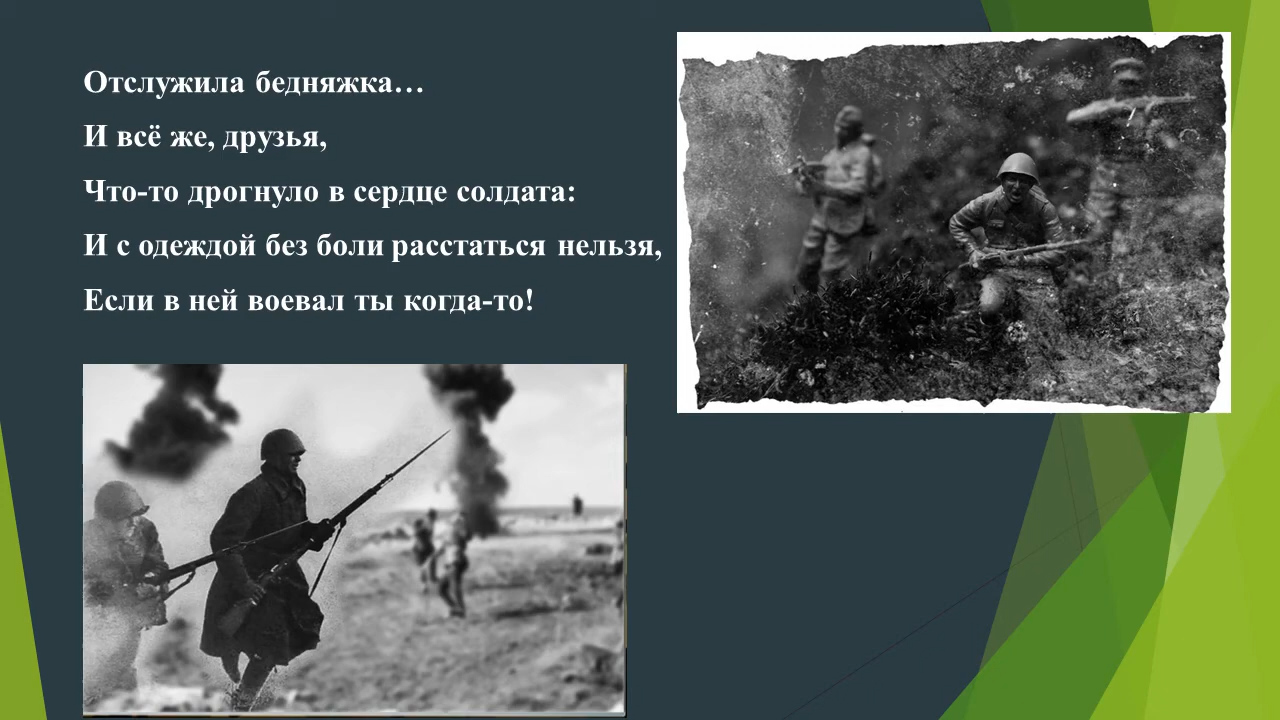 Отслужила бедняжка…
И всё же, друзья,
Что-то дрогнуло в сердце солдата:
И с одеждой без боли расстаться нельзя,
Если в ней воевал ты когда-то!